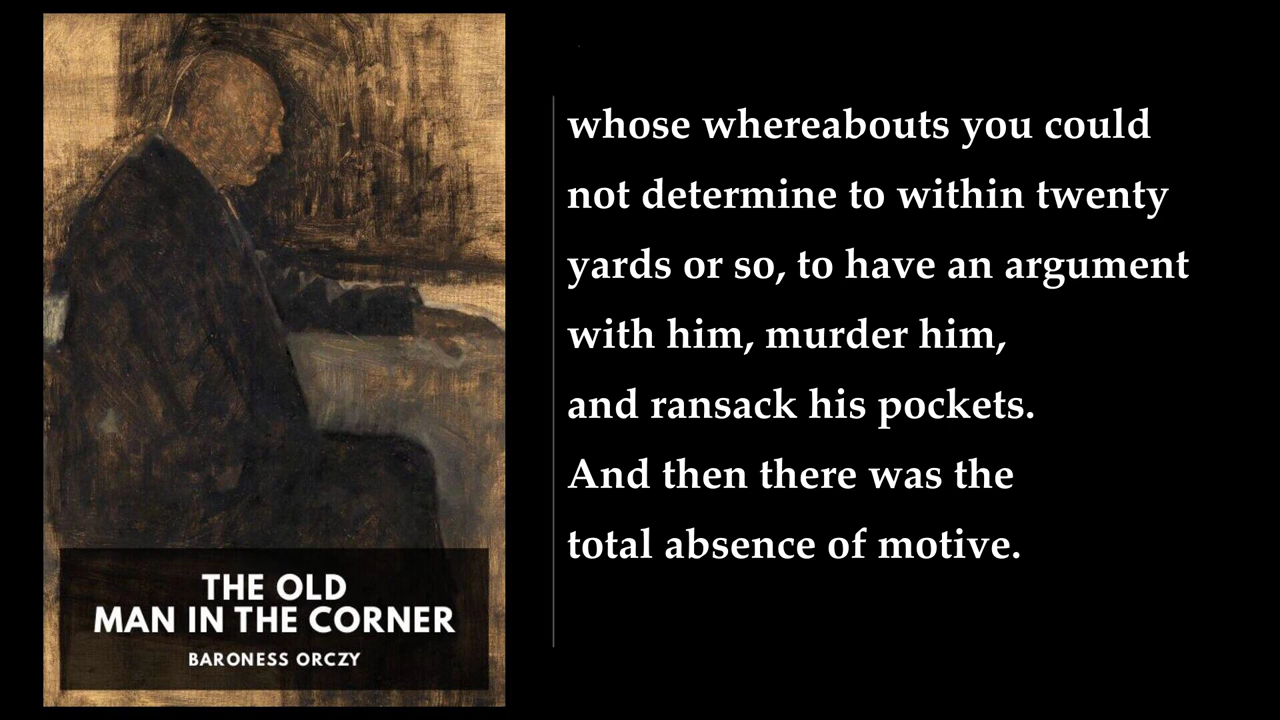 THE OLD
MAN IN THE CORNER
BARONESS ORCZY
whose whereabouts you could
not determine to within twenty
yards or so, to have an argument
with him, murder him,
and ransack his pockets.
And then there was the
total absence of motive.